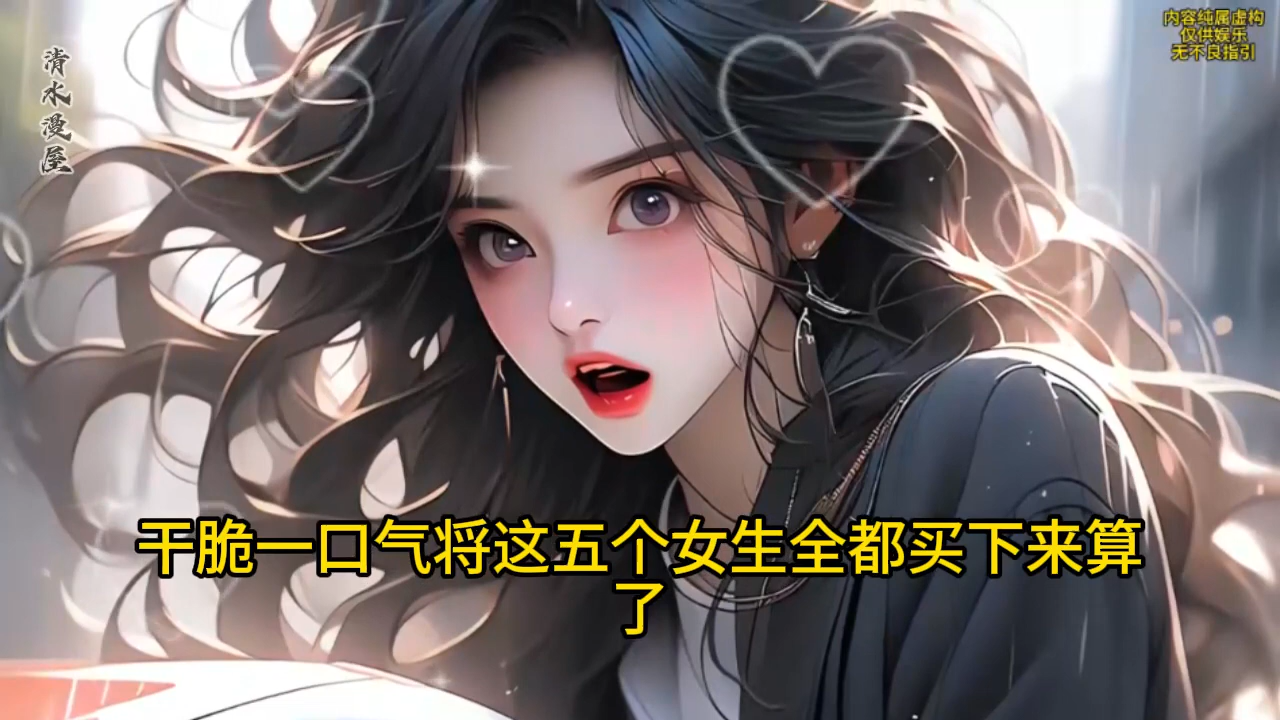 清水漫屋
内容纯属虚构
仅供娱乐
无不良指引
干脆一口气将这五个女生全都买下来算
了